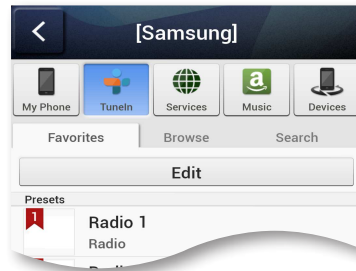 [Samsung]
My Phone TuneIn Services Music Devices
Favorites Browse Search
Edit
Presets
1
Radio 1
Radio